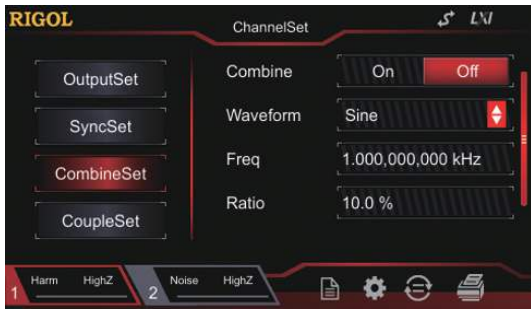 RIGOL
ChannelSet
LXI
OutputSet
SyncSet
CombineSet
CoupleSet
Combine On Off
Waveform Sine
Freq 1.000,000,000 kHz
Ratio 10.0 %
1 Harm HighZ 2 Noise HighZ